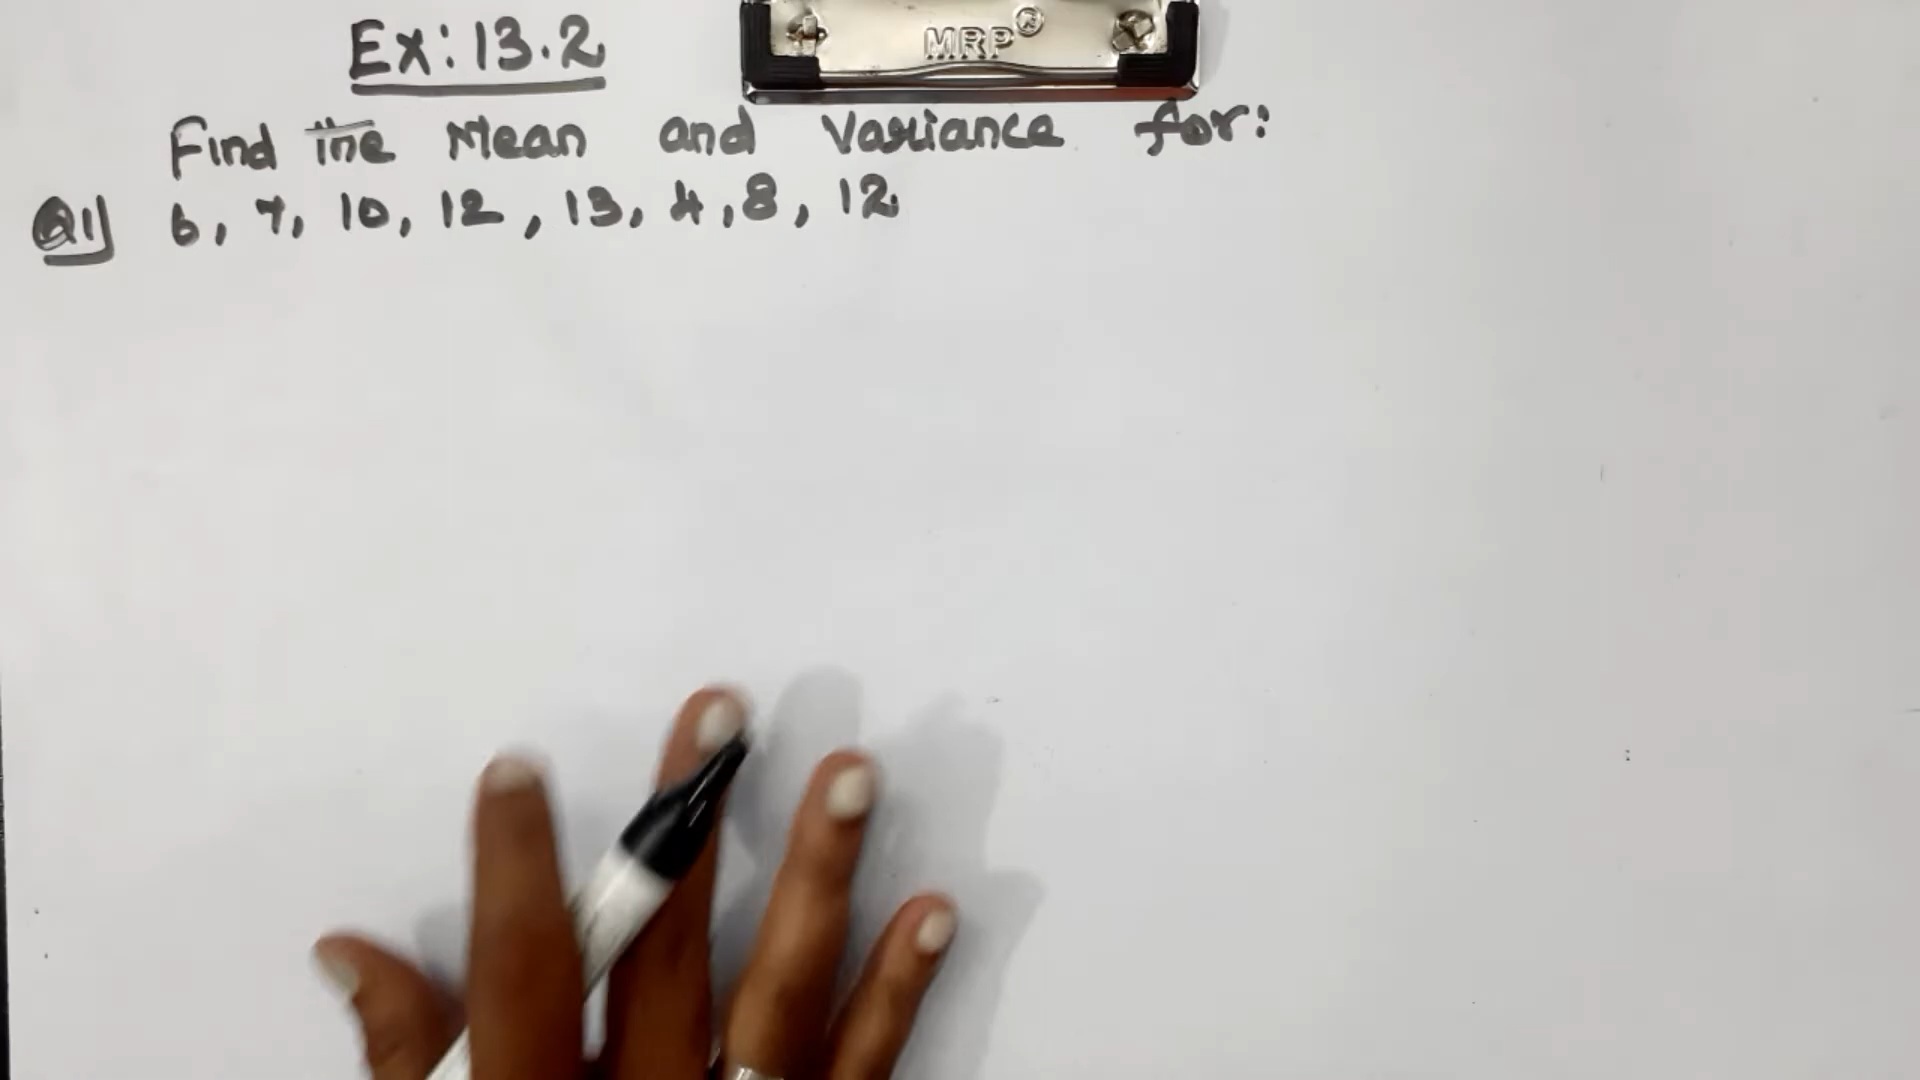 MRP®
Ex: 13.2
Find the Mean and Variance for:
Q1) 6, 7, 10, 12, 13, 4, 8, 12